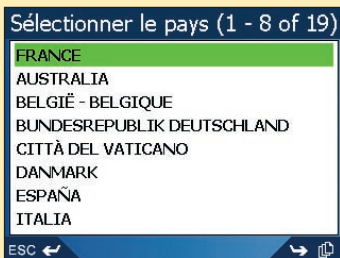 Sélectionner le pays (1 - 8 of 19)
FRANCE
AUSTRALIA
BELGIË - BELGIQUE
BUNDESREPUBLIK DEUTSCHLAND
CITTÀ DEL VATICANO
DANMARK
ESPAÑA
ITALIA
ESC